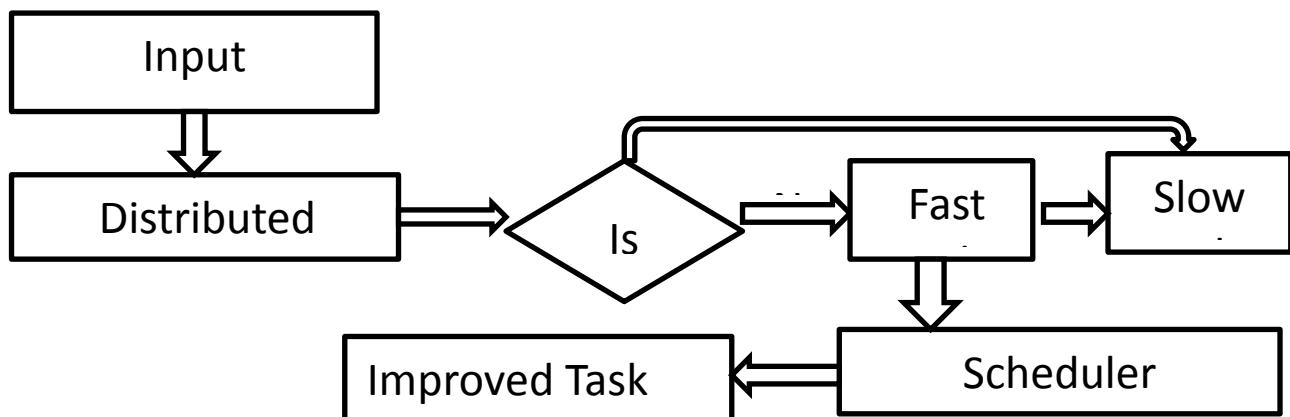 Input
Distributed
Is
Fast
Slow
Scheduler
Improved Task